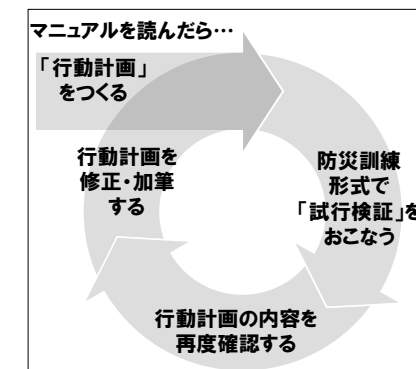 マニュアルを読んだら…
「行動計画」
をつくる
防災訓練
形式で
「試行検証」を
おこなう
行動計画の内容を
再度確認する
行動計画を
修正・加筆
する